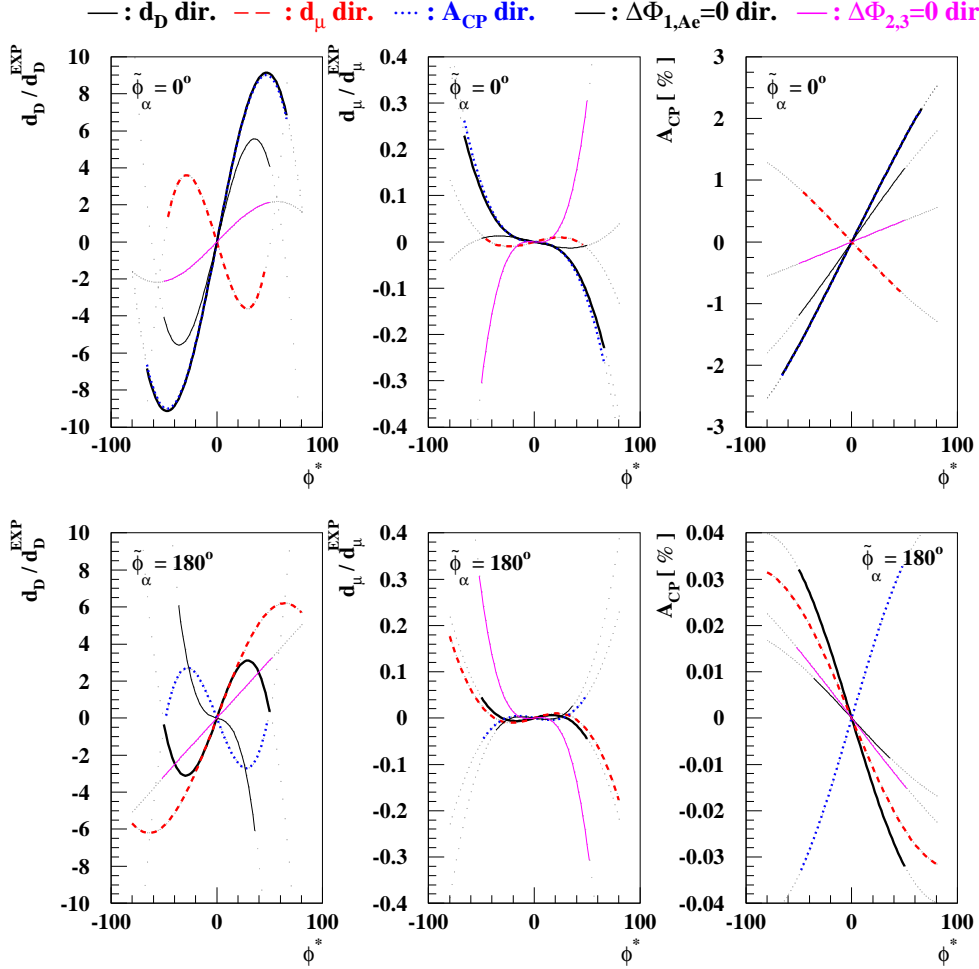 — : d_D dir. – – : d_μ dir. ···· : A_CP dir. — : ΔΦ_1,Ae=0 dir. — : ΔΦ_2,3=0 dir
d_D / d_D^EXP
10
8
6
4
2
0
-2
-4
-6
-8
-10
-100 0 100
ϕ^*
ϕ̃_α = 0°
d_μ / d_μ^EXP
0.4
0.3
0.2
0.1
0
-0.1
-0.2
-0.3
-0.4
-100 0 100
ϕ^*
ϕ̃_α = 0°
A_CP [ % ]
3
2
1
0
-1
-2
-3
-100 0 100
ϕ^*
ϕ̃_α = 0°
d_D / d_D^EXP
10
8
6
4
2
0
-2
-4
-6
-8
-10
-100 0 100
ϕ^*
ϕ̃_α = 180°
d_μ / d_μ^EXP
0.4
0.3
0.2
0.1
0
-0.1
-0.2
-0.3
-0.4
-100 0 100
ϕ^*
ϕ̃_α = 180°
A_CP [ % ]
0.04
0.03
0.02
0.01
0
-0.01
-0.02
-0.03
-0.04
-100 0 100
ϕ^*
ϕ̃_α = 180°